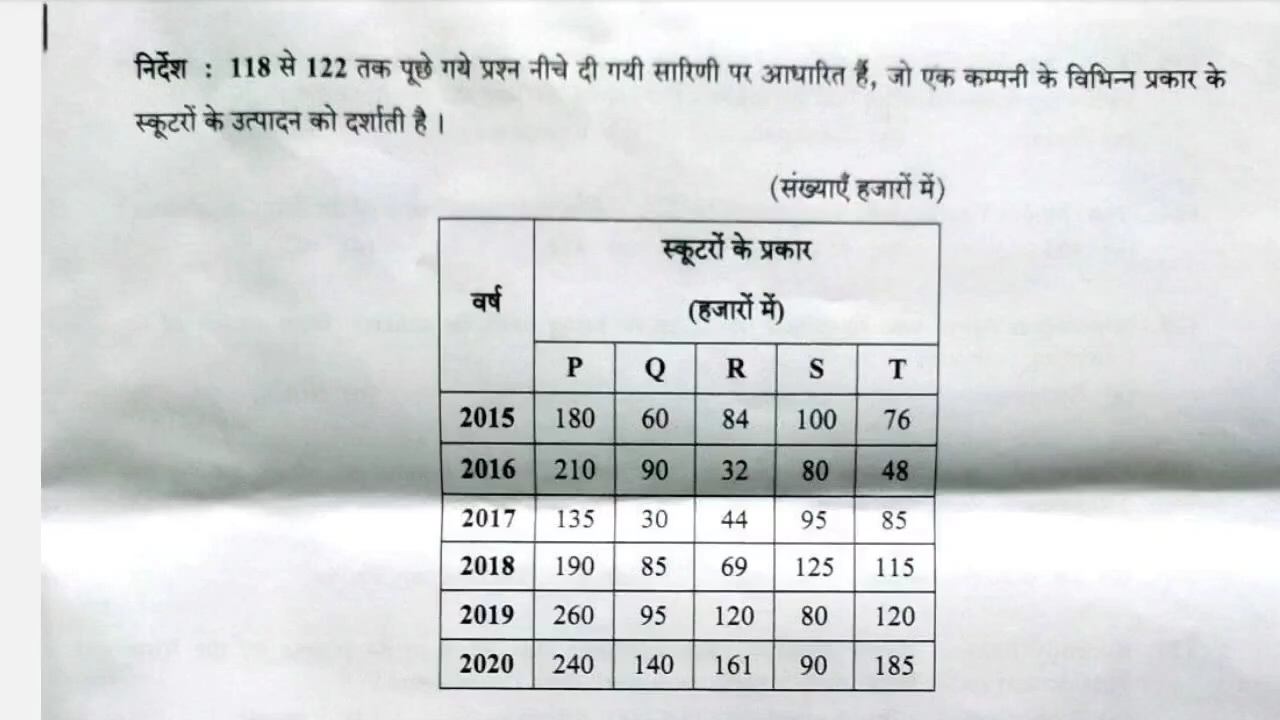 निर्देश : 118 से 122 तक पूछे गये प्रश्न नीचे दी गयी सारिणी पर आधारित हैं, जो एक कम्पनी के विभिन्न प्रकार के
स्कूटरों के उत्पादन को दर्शाती है ।
(संख्याएँ हजारों में)
वर्ष
स्कूटरों के प्रकार
(हजारों में)
P Q R S T
2015 180 60 84 100 76
2016 210 90 32 80 48
2017 135 30 44 95 85
2018 190 85 69 125 115
2019 260 95 120 80 120
2020 240 140 161 90 185